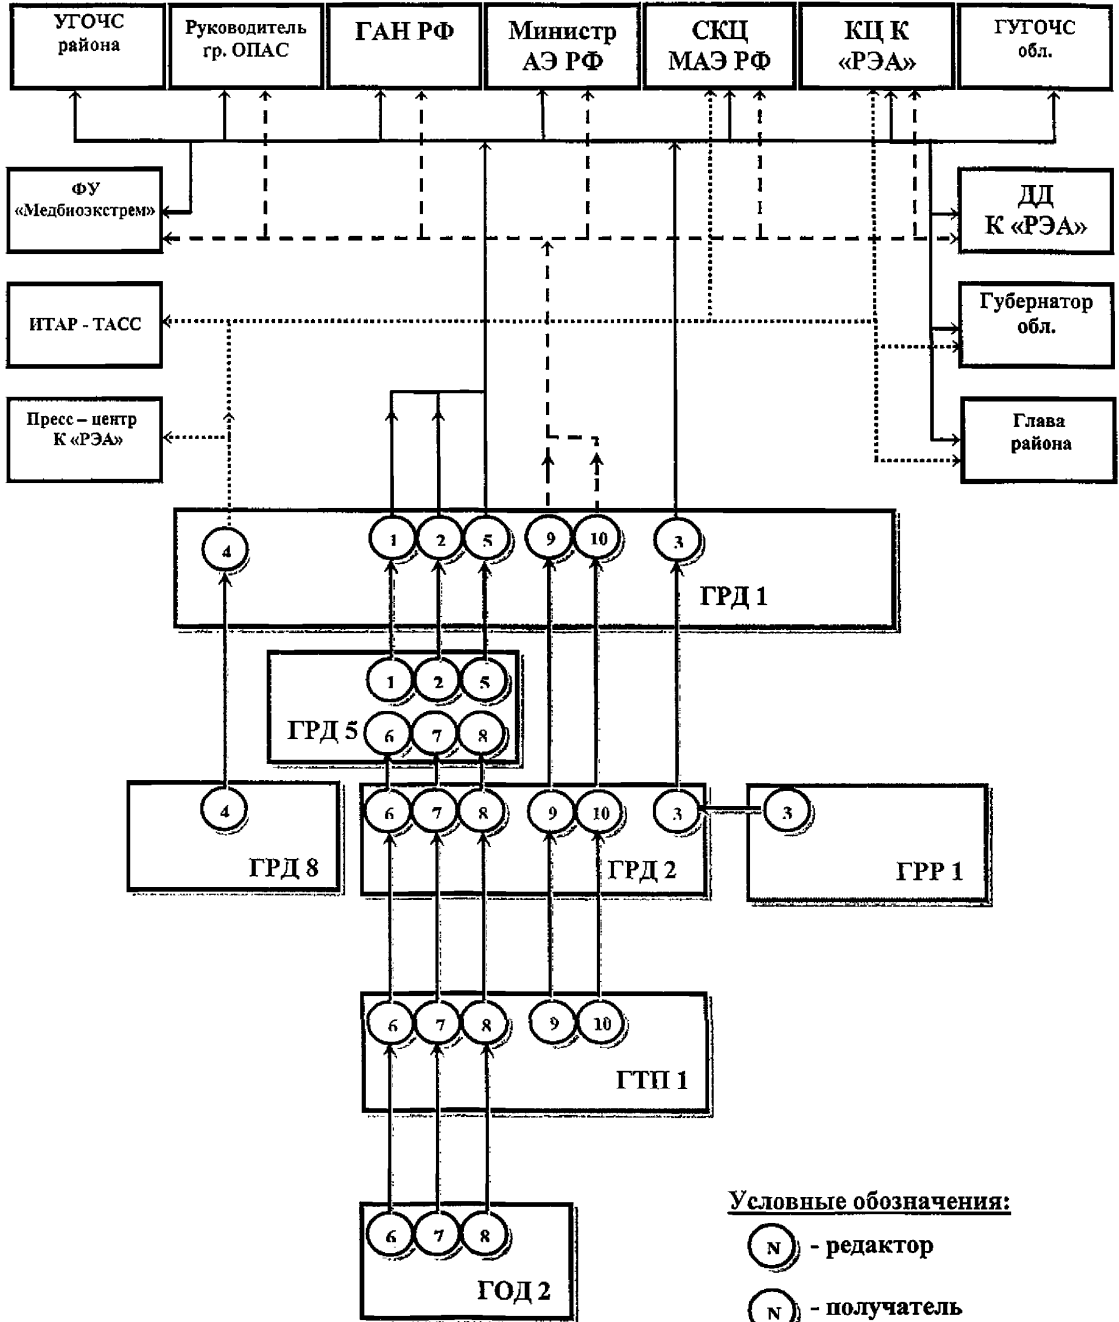 УГОЧС
района
Руководитель
гр. ОПАС
ГАН РФ
Министр
АЭ РФ
СКЦ
МАЭ РФ
КЦ К
«РЭА»
ГУГОЧС
обл.
ФУ
«Медбиоэкстрем»
ДД
К «РЭА»
ИТАР - ТАСС
Губернатор
обл.
Пресс – центр
К «РЭА»
Глава
района
4
1 2 5 9 10 3
ГРД 1
1 2 5
ГРД 5 6 7 8
4
ГРД 8
6 7 8 9 10 3
ГРД 2
3
ГРР 1
6 7 8 9 10
ГТП 1
6 7 8
ГОД 2
Условные обозначения:
N - редактор
N - получатель